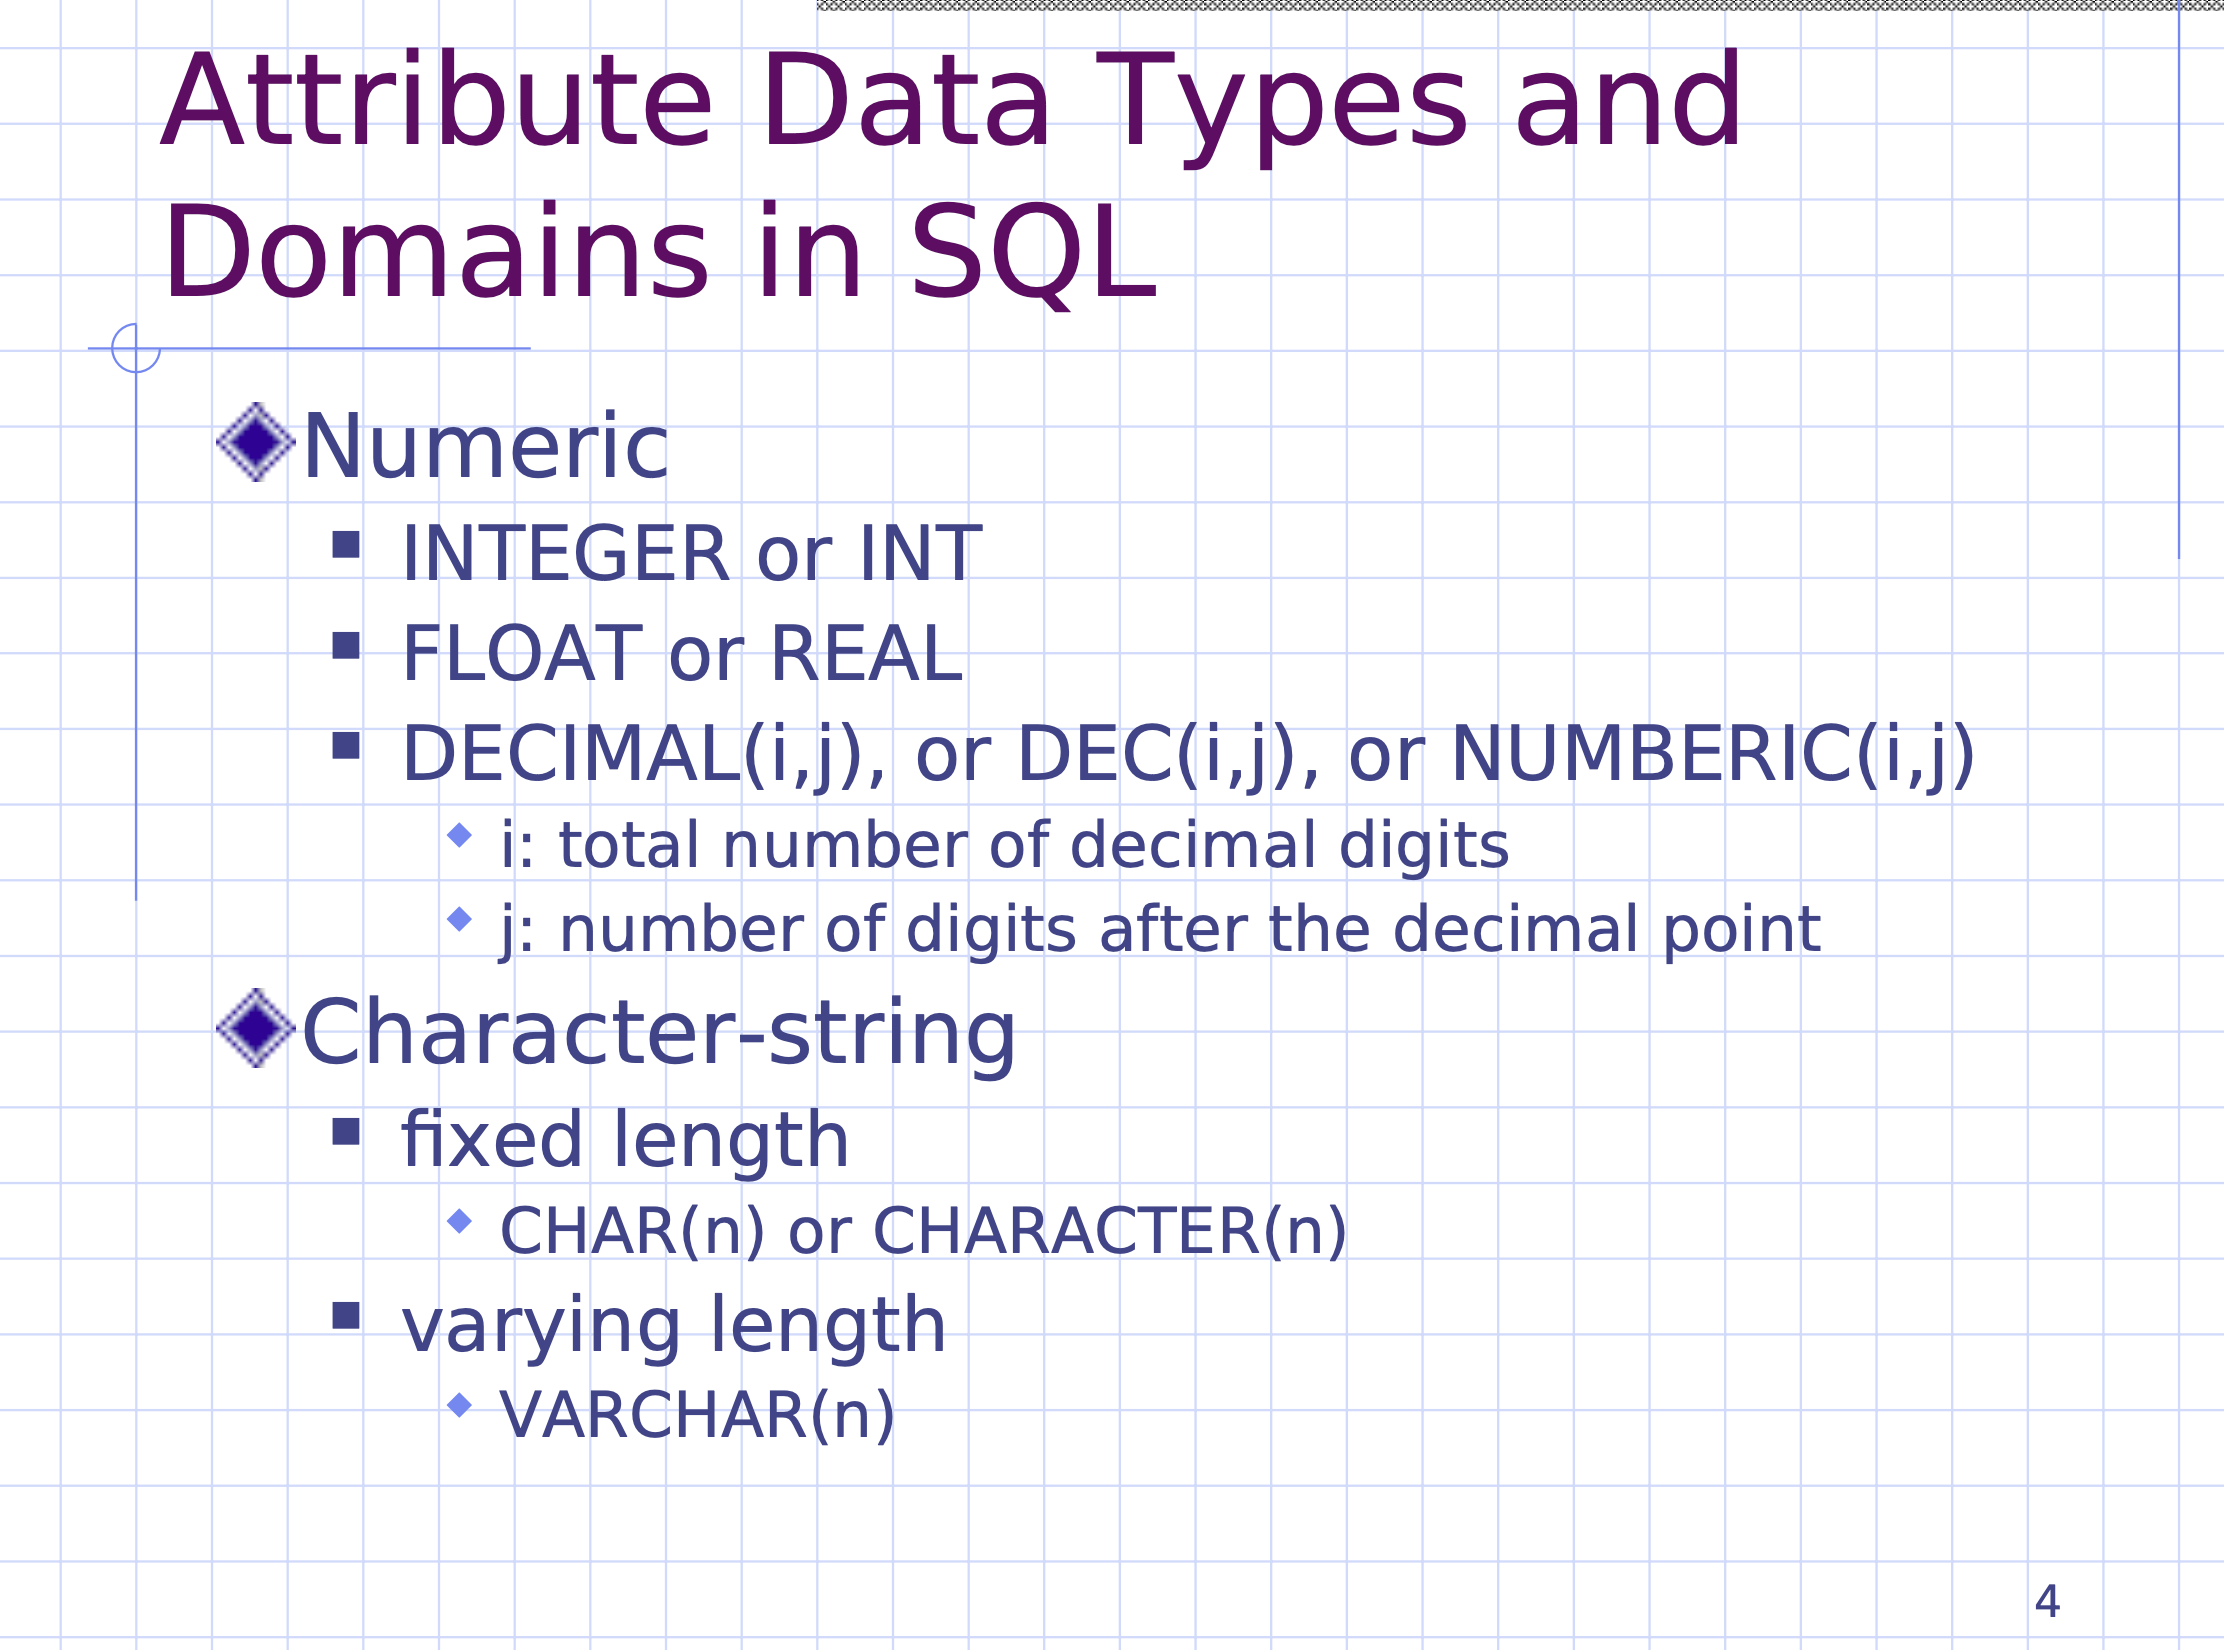 Attribute Data Types and
Domains in SQL
Numeric
INTEGER or INT
FLOAT or REAL
DECIMAL(i,j), or DEC(i,j), or NUMBERIC(i,j)
i: total number of decimal digits
j: number of digits after the decimal point
Character-string
fixed length
CHAR(n) or CHARACTER(n)
varying length
VARCHAR(n)
4